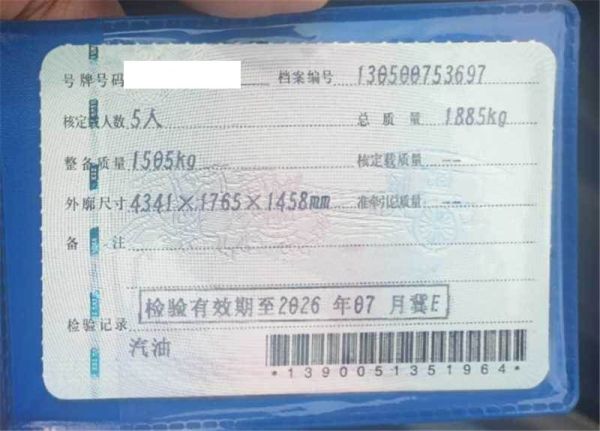 号牌号码 档案编号 130500753697
核定载人数 5人 总质量 1885kg
整备质量 1505kg 核定载质量 --
外廓尺寸 4341×1765×1458mm 准牵引总质量 --
备注
检验有效期至2026 年07 月冀E
检验记录
汽油
*1390051351964*